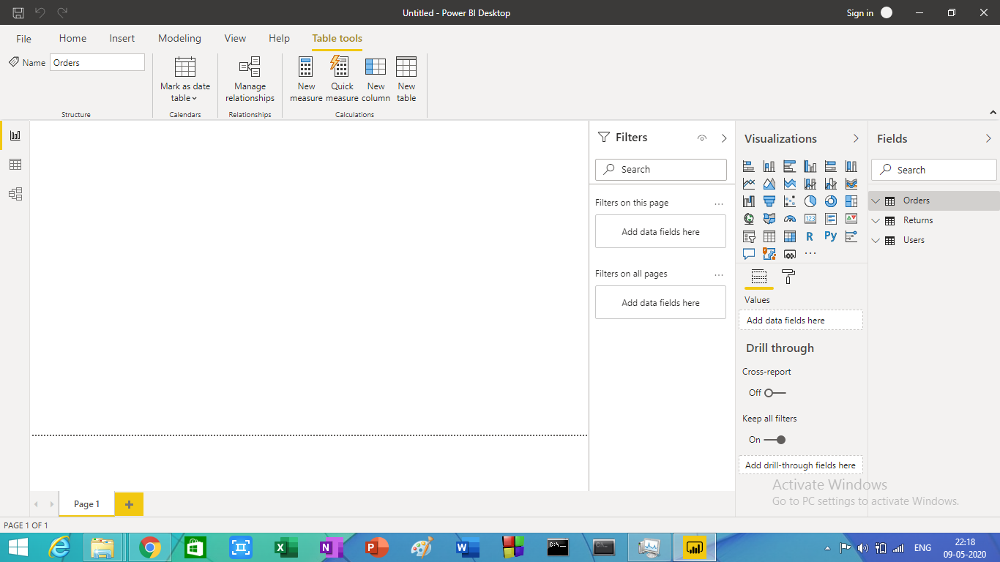 Untitled - Power BI Desktop
Sign in
File
Home
Insert
Modeling
View
Help
Table tools
Name
Orders
Mark as date
table
Manage
relationships
New
measure
Quick
measure
New
column
New
table
Structure
Calendars
Relationships
Calculations
Filters
Search
Filters on this page
...
Add data fields here
Filters on all pages
...
Add data fields here
Visualizations
123
R
Py
...
Values
Add data fields here
Drill through
Cross-report
Off
Keep all filters
On
Add drill-through fields here
Fields
Search
Orders
Returns
Users
Activate Windows
Go to PC settings to activate Windows.
Page 1
+
PAGE 1 OF 1
ENG
22:18
09-05-2020